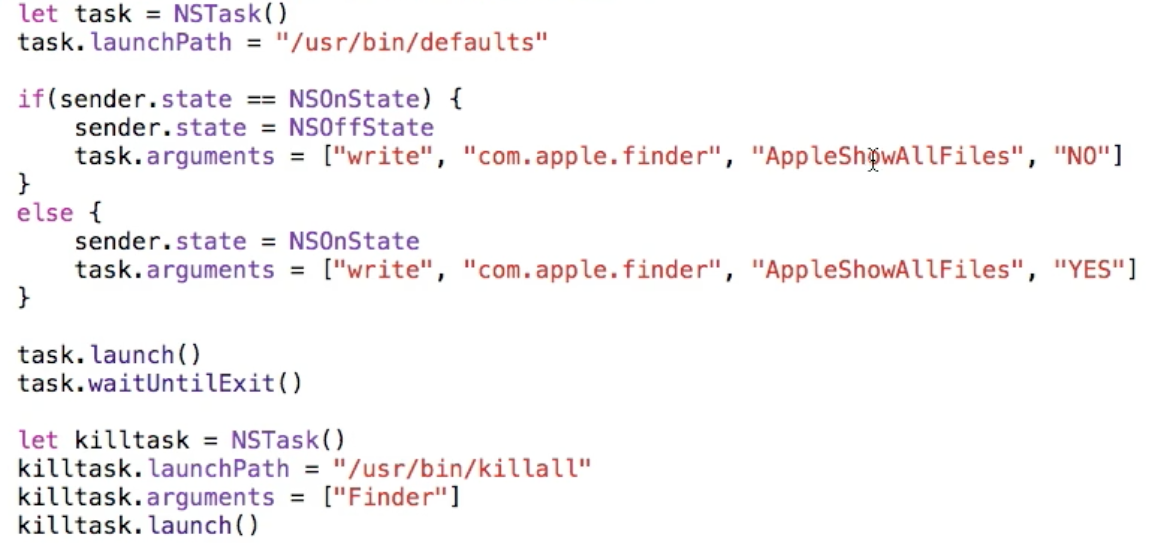 let task = NSTask()
task.launchPath = "/usr/bin/defaults"
if(sender.state == NSOnState) {
    sender.state = NSOffState
    task.arguments = ["write", "com.apple.finder", "AppleShowAllFiles", "NO"]
}
else {
    sender.state = NSOnState
    task.arguments = ["write", "com.apple.finder", "AppleShowAllFiles", "YES"]
}
task.launch()
task.waitUntilExit()
let killtask = NSTask()
killtask.launchPath = "/usr/bin/killall"
killtask.arguments = ["Finder"]
killtask.launch()